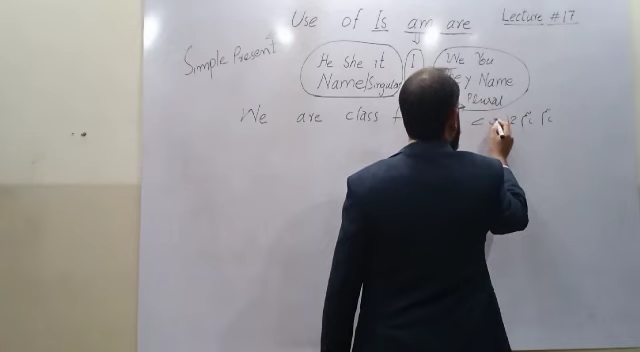 Use of Is am are Lecture #17
Simple Present
He she it
Name/Singular
I
We You
Name
Plural
We are class